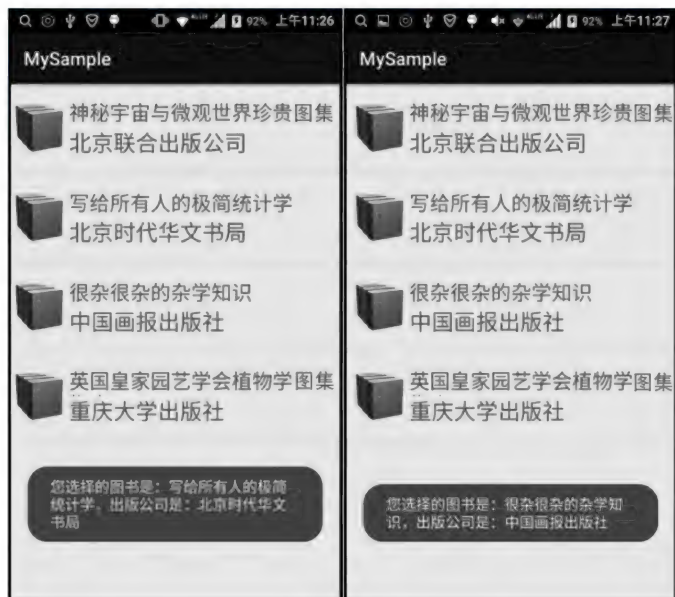 92% 上午11:26
MySample
神秘宇宙与微观世界珍贵图集
北京联合出版公司
写给所有人的极简统计学
北京时代华文书局
很杂很杂的杂学知识
中国画报出版社
英国皇家园艺学会植物学图集
重庆大学出版社
您选择的图书是：写给所有人的极简
统计学，出版公司是：北京时代华文
书局
92% 上午11:27
MySample
神秘宇宙与微观世界珍贵图集
北京联合出版公司
写给所有人的极简统计学
北京时代华文书局
很杂很杂的杂学知识
中国画报出版社
英国皇家园艺学会植物学图集
重庆大学出版社
您选择的图书是：很杂很杂的杂学知
识，出版公司是：中国画报出版社